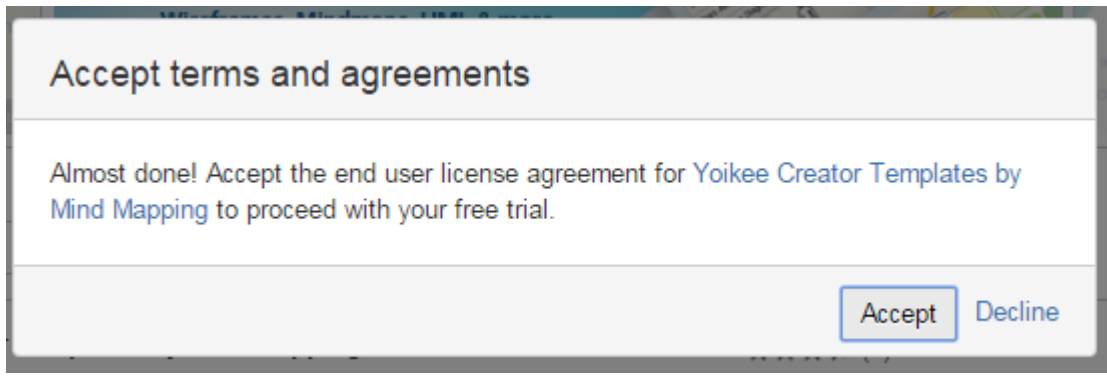 Accept terms and agreements
Almost done! Accept the end user license agreement for Yoikee Creator Templates by
Mind Mapping to proceed with your free trial.
Accept Decline